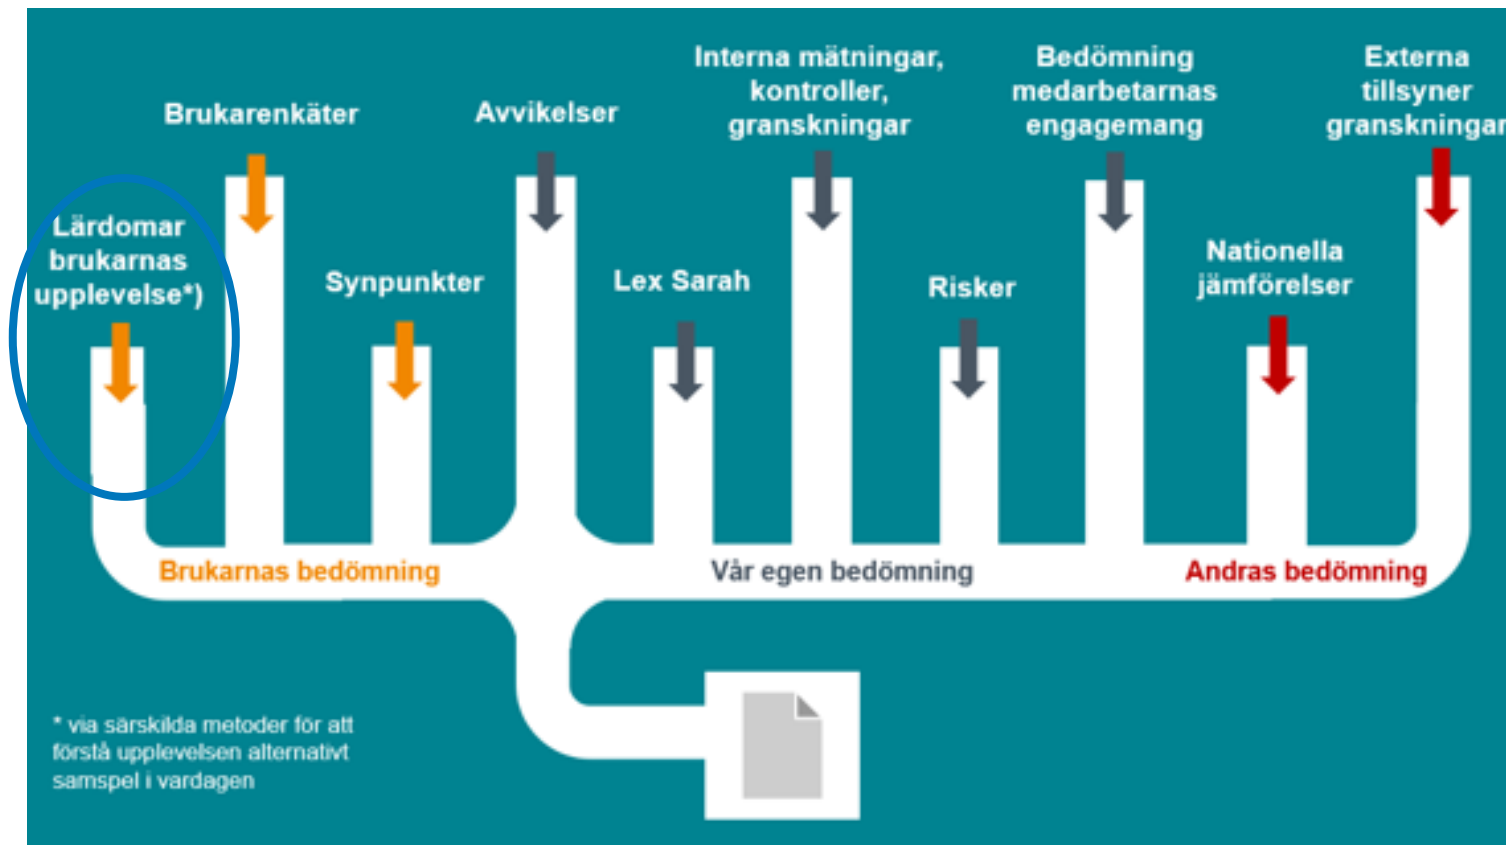 Lärdomar
brukarnas
upplevelse*)
Brukarenkäter
Synpunkter
Avvikelser
Lex Sarah
Interna mätningar,
kontroller,
granskningar
Risker
Bedömning
medarbetarnas
engagemang
Nationella
jämförelser
Externa
tillsyner
granskningar
Brukarnas bedömning
Vår egen bedömning
Andras bedömning
* via särskilda metoder för att
förstå upplevelsen alternativt
samspel i vardagen